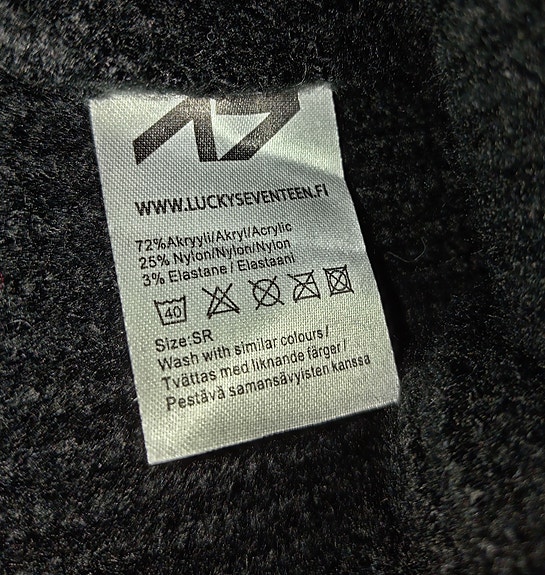 17
WWW.LUCKYSEVENTEEN.FI
72%Akryyli/Akryl/Acrylic
25% Nylon/Nylon/Nylon
3% Elastane / Elastaani
40
Size:SR
Wash with similar colours /
Tvättas med liknande färger /
Pestävä samansävyisten kanssa